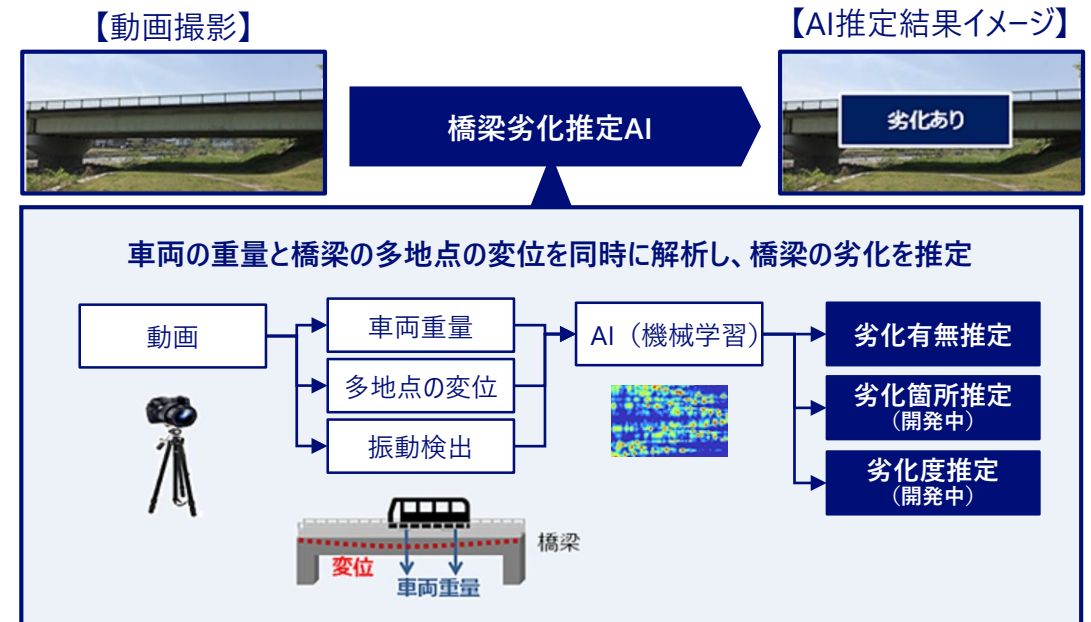 【動画撮影】
【AI推定結果イメージ】
橋梁劣化推定AI
劣化あり
車両の重量と橋梁の多地点の変位を同時に解析し、橋梁の劣化を推定
動画
車両重量
多地点の変位
振動検出
AI（機械学習）
劣化有無推定
劣化箇所推定
（開発中）
劣化度推定
（開発中）
橋梁
変位
車両重量